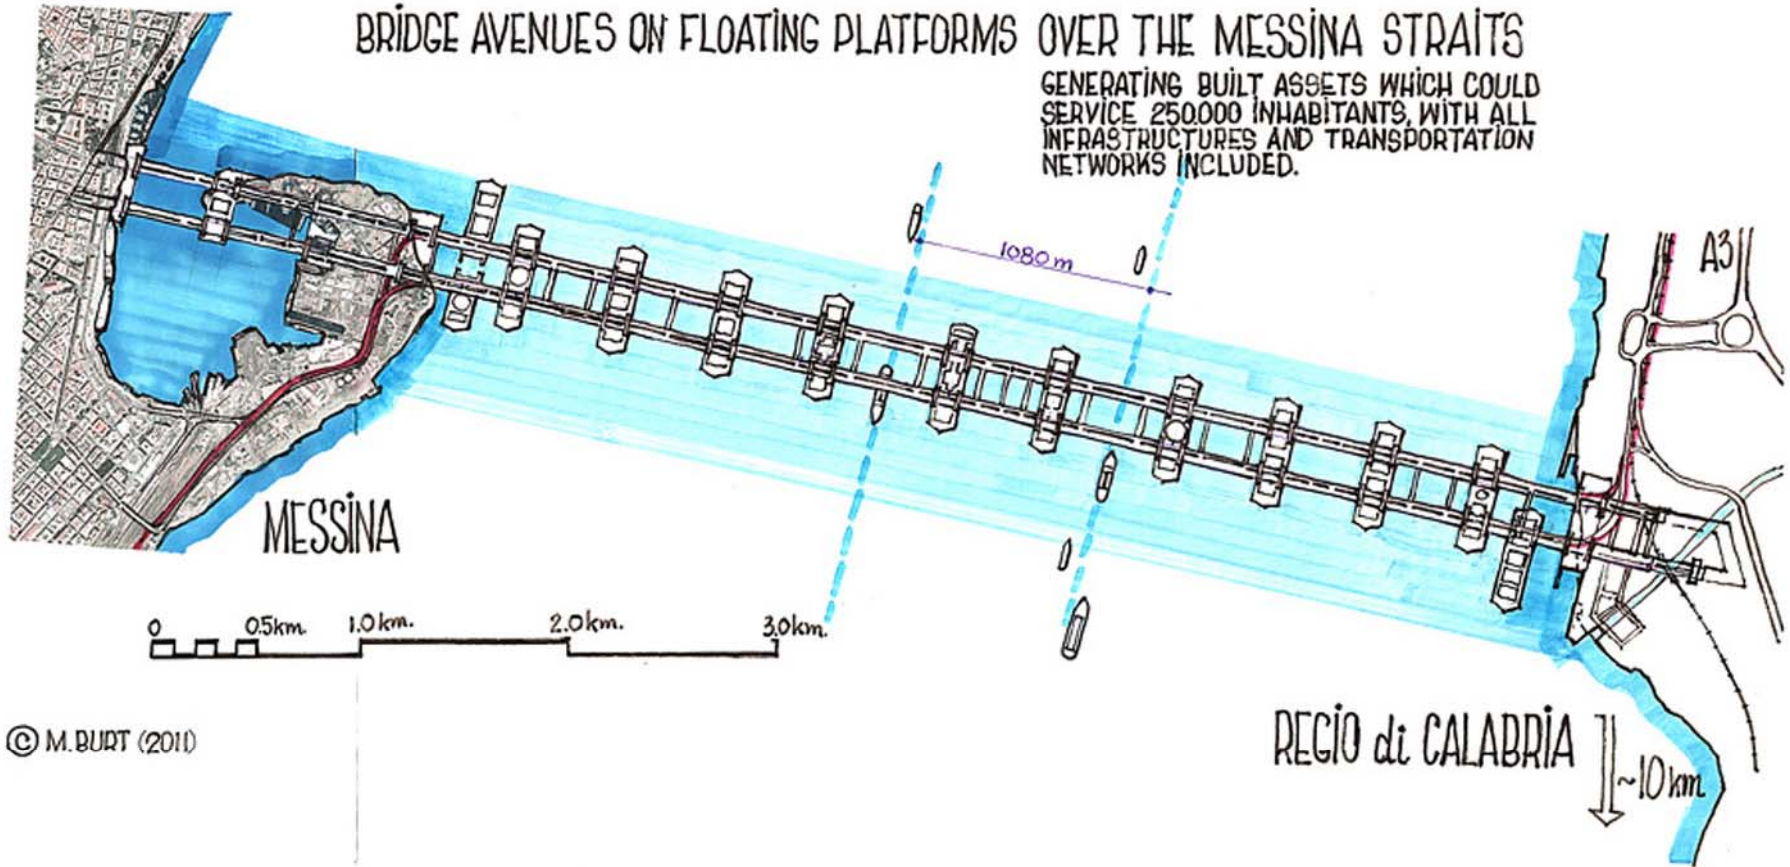 BRIDGE AVENUES ON FLOATING PLATFORMS OVER THE MESSINA STRAITS
GENERATING BUILT ASSETS WHICH COULD
SERVICE 250.000 INHABITANTS, WITH ALL
INFRASTRUCTURES AND TRANSPORTATION
NETWORKS INCLUDED.
1080 m
A3
MESSINA
0 0.5km. 1.0km. 2.0km. 3.0km.
© M. BURT (2011)
REGIO di CALABRIA
~10 km